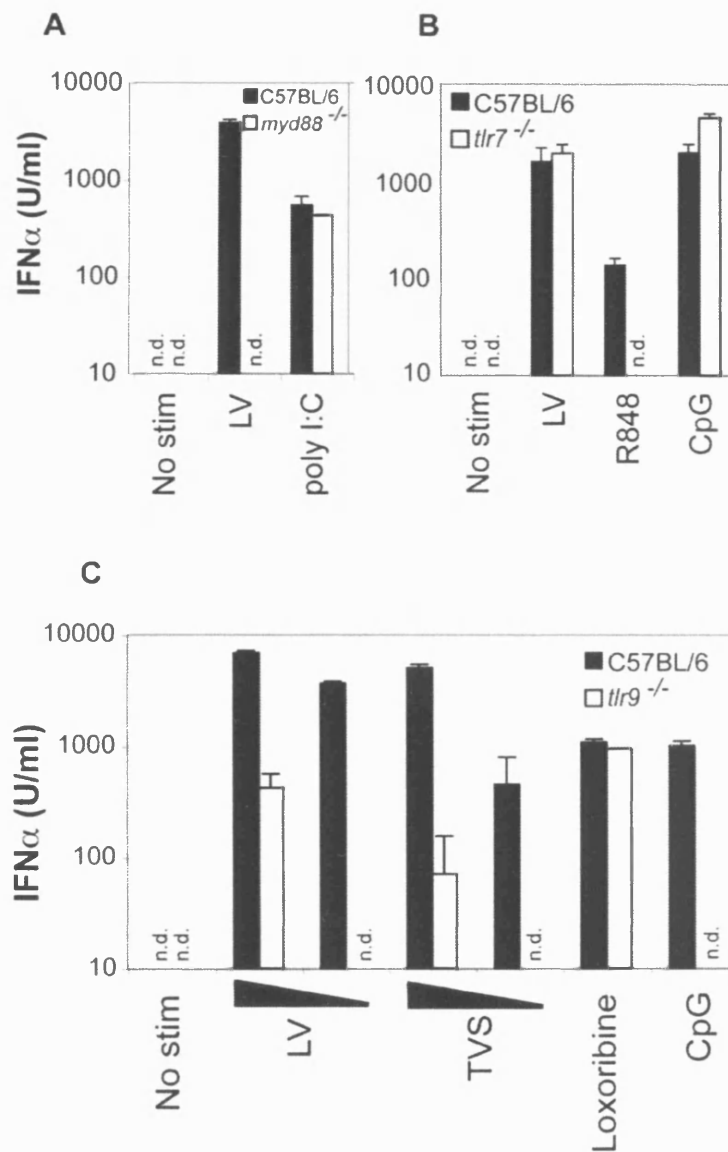 A
IFNα (U/ml)
10000
1000
100
10
C57BL/6
myd88 -/-
n.d.
n.d.
n.d.
No stim
LV
poly I:C
B
10000
1000
100
10
C57BL/6
tlr7 -/-
n.d.
n.d.
n.d.
No stim
LV
R848
CpG
C
IFNα (U/ml)
10000
1000
100
10
C57BL/6
tlr9 -/-
n.d.
n.d.
n.d.
n.d.
n.d.
No stim
LV
TVS
Loxoribine
CpG